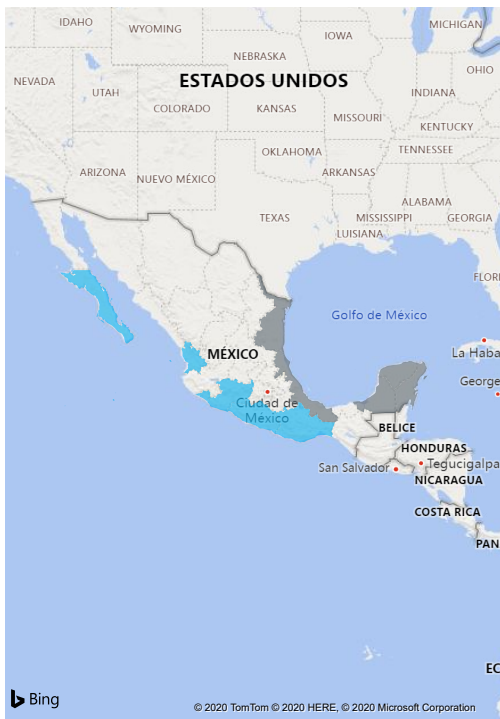 IDAHO
WYOMING
IOWA
MICHIGAN
NEBRASKA
NEVADA
UTAH
ESTADOS UNIDOS
OHIO
INDIANA
COLORADO
KANSAS
MISSOURI
KENTUCKY
TENNESSEE
OKLAHOMA
ARIZONA
NUEVO MÉXICO
ARKANSAS
ALABAMA
TEXAS
MISSISSIPPI
GEORGIA
LUISIANA
FLORI
Golfo de México
MÉXICO
La Haba
George
Ciudad de
México
BELICE
HONDURAS
San Salvador
Tegucigalpa
NICARAGUA
COSTA RICA
PAN
EC
Bing
© 2020 TomTom © 2020 HERE, © 2020 Microsoft Corporation